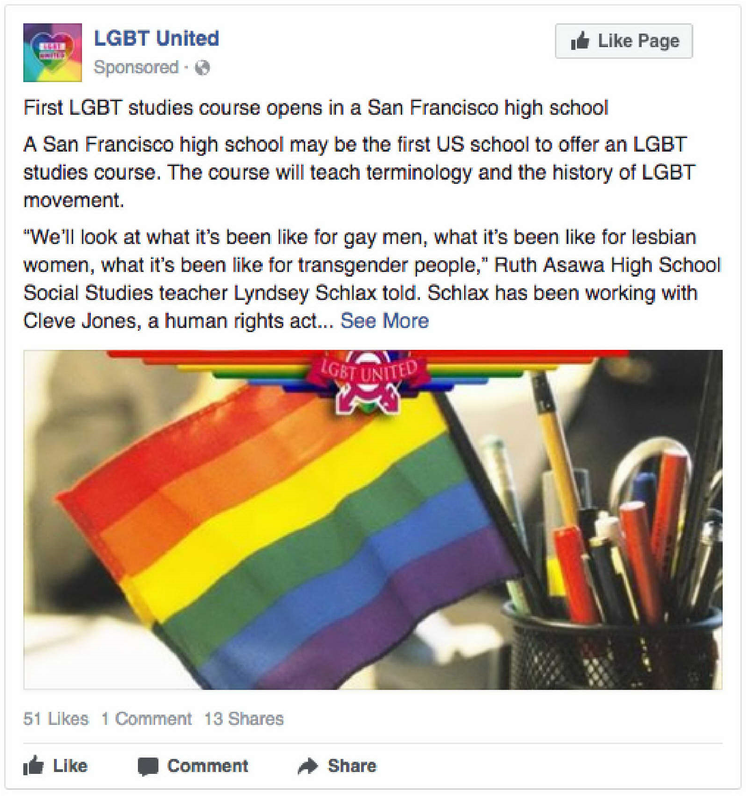 LGBT
UNITED
LGBT United
Sponsored ·
Like Page
First LGBT studies course opens in a San Francisco high school
A San Francisco high school may be the first US school to offer an LGBT
studies course. The course will teach terminology and the history of LGBT
movement.
“We’ll look at what it’s been like for gay men, what it’s been like for lesbian
women, what it’s been like for transgender people,” Ruth Asawa High School
Social Studies teacher Lyndsey Schlax told. Schlax has been working with
Cleve Jones, a human rights act... See More
LGBT UNITED
51 Likes 1 Comment 13 Shares
Like Comment Share